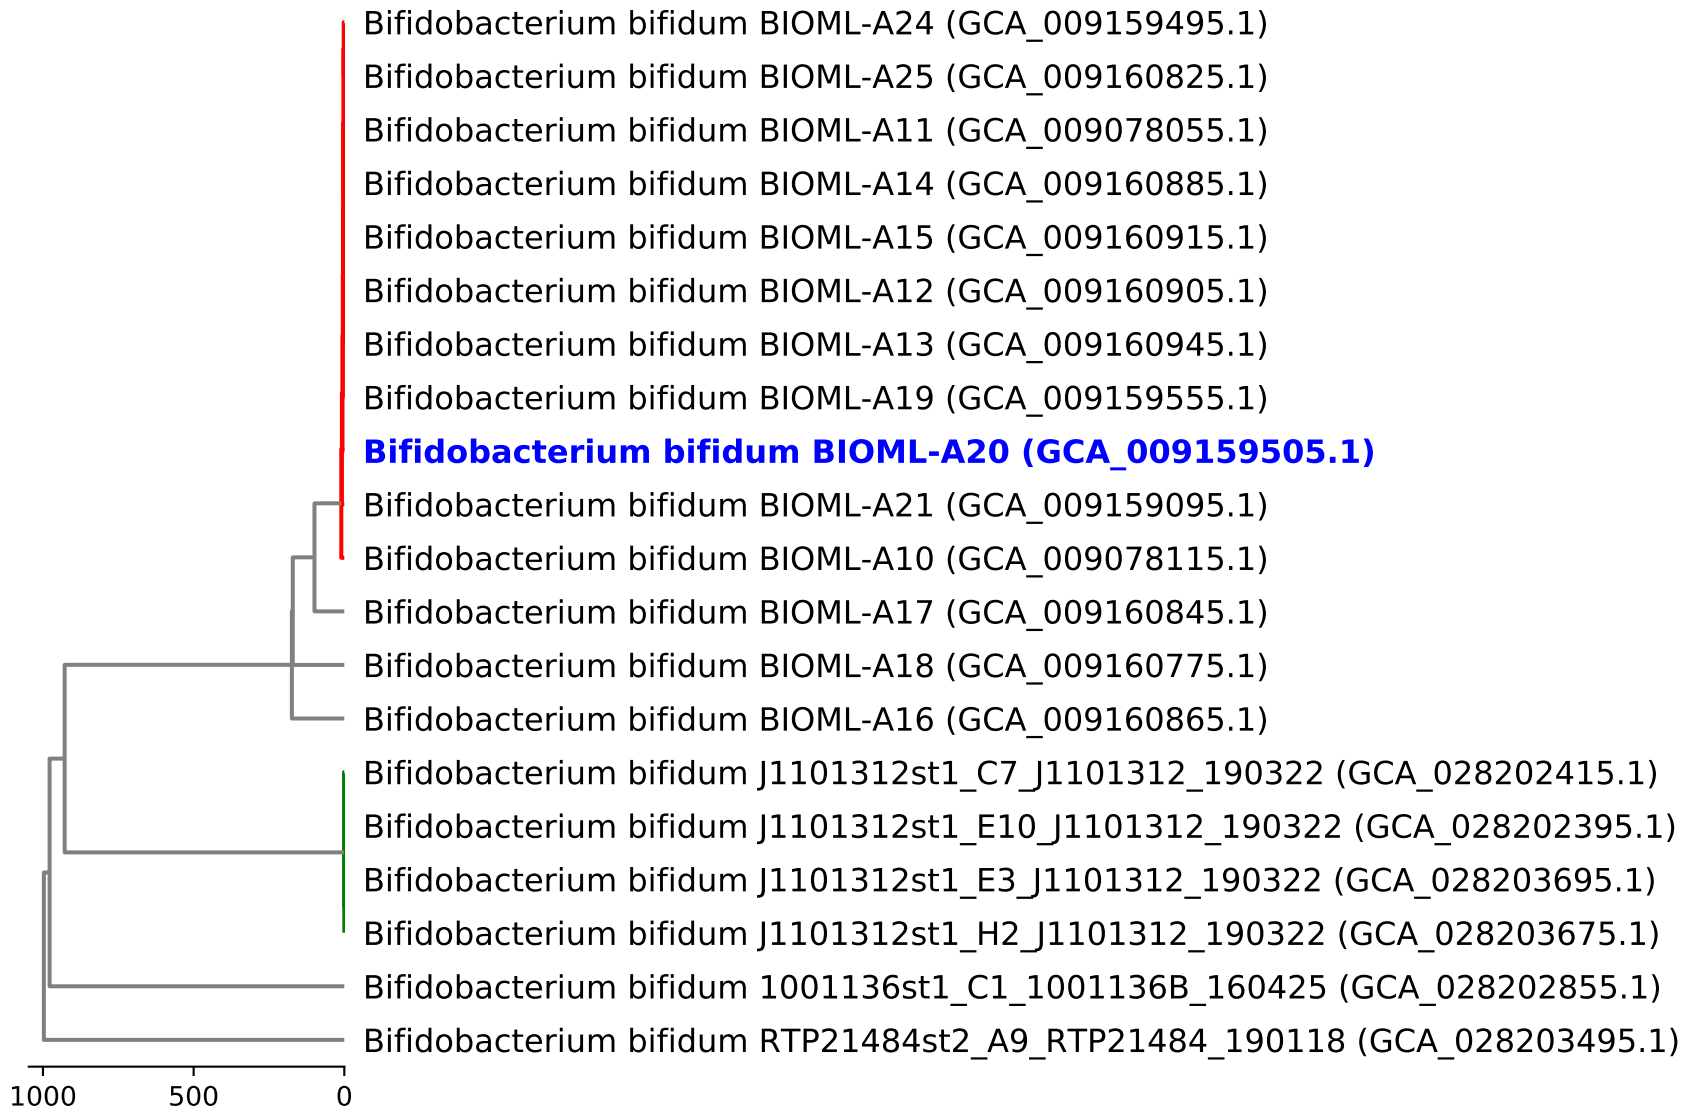 Bifidobacterium bifidum BIOML-A24 (GCA_009159495.1)
Bifidobacterium bifidum BIOML-A25 (GCA_009160825.1)
Bifidobacterium bifidum BIOML-A11 (GCA_009078055.1)
Bifidobacterium bifidum BIOML-A14 (GCA_009160885.1)
Bifidobacterium bifidum BIOML-A15 (GCA_009160915.1)
Bifidobacterium bifidum BIOML-A12 (GCA_009160905.1)
Bifidobacterium bifidum BIOML-A13 (GCA_009160945.1)
Bifidobacterium bifidum BIOML-A19 (GCA_009159555.1)
Bifidobacterium bifidum BIOML-A20 (GCA_009159505.1)
Bifidobacterium bifidum BIOML-A21 (GCA_009159095.1)
Bifidobacterium bifidum BIOML-A10 (GCA_009078115.1)
Bifidobacterium bifidum BIOML-A17 (GCA_009160845.1)
Bifidobacterium bifidum BIOML-A18 (GCA_009160775.1)
Bifidobacterium bifidum BIOML-A16 (GCA_009160865.1)
Bifidobacterium bifidum J1101312st1_C7_J1101312_190322 (GCA_028202415.1)
Bifidobacterium bifidum J1101312st1_E10_J1101312_190322 (GCA_028202395.1)
Bifidobacterium bifidum J1101312st1_E3_J1101312_190322 (GCA_028203695.1)
Bifidobacterium bifidum J1101312st1_H2_J1101312_190322 (GCA_028203675.1)
Bifidobacterium bifidum 1001136st1_C1_1001136B_160425 (GCA_028202855.1)
Bifidobacterium bifidum RTP21484st2_A9_RTP21484_190118 (GCA_028203495.1)
1000 500 0